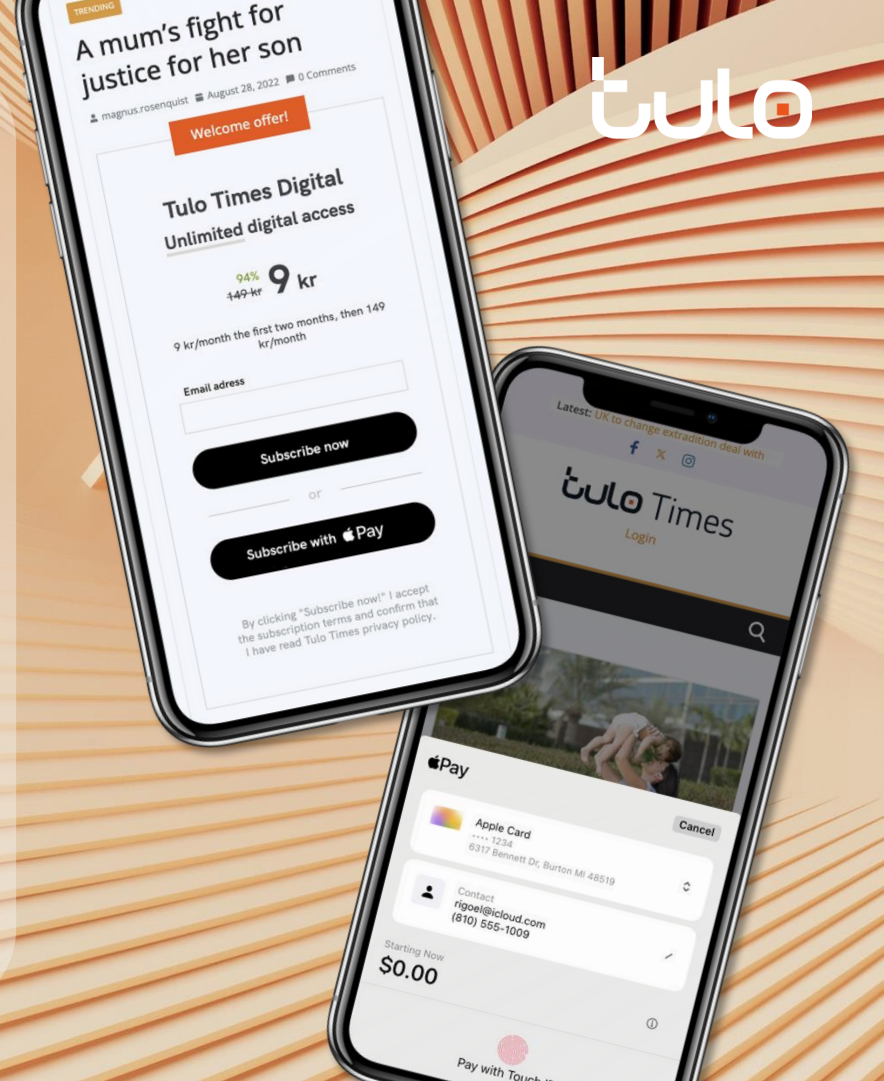 TRENDING
A mum's fight for
justice for her son
magnus.rosenquist August 28, 2022 0 Comments
Welcome offer!
Tulo Times Digital
Unlimited digital access
94%
149 kr 9 kr
9 kr/month the first two months, then 149
kr/month
Email adress
Subscribe now
or
Subscribe with Pay
By clicking "Subscribe now!" I accept
the subscription terms and confirm that
I have read Tulo Times privacy policy.
tulo
Latest: UK to change extradition deal with
tulo Times
Login
Pay
Cancel
Apple Card
···· 1234
6317 Bennett Dr, Burton MI 48519
Contact
rigoel@icloud.com
(810) 555-1009
Starting Now
$0.00
Pay with Touch